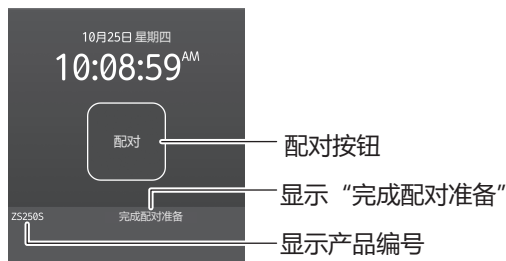 10月25日 星期四
10:08:59AM
配对
配对按钮
显示“完成配对准备”
ZS250S
完成配对准备
显示产品编号